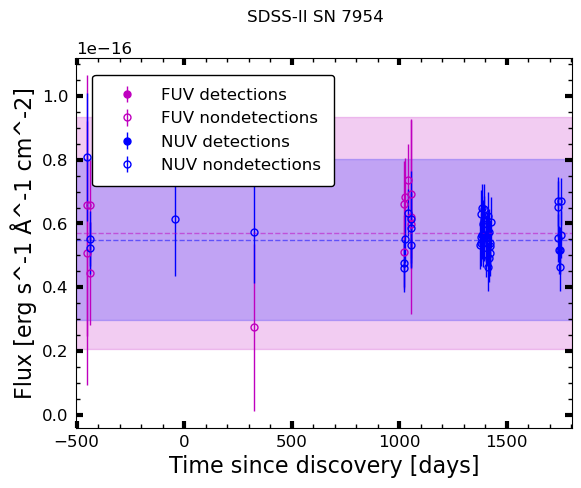 SDSS-II SN 7954
1e−16
FUV detections
FUV nondetections
NUV detections
NUV nondetections
1.0
0.8
0.6
0.4
0.2
0.0
Flux [erg s^-1 Å^-1 cm^-2]
−500
0
500
1000
1500
Time since discovery [days]